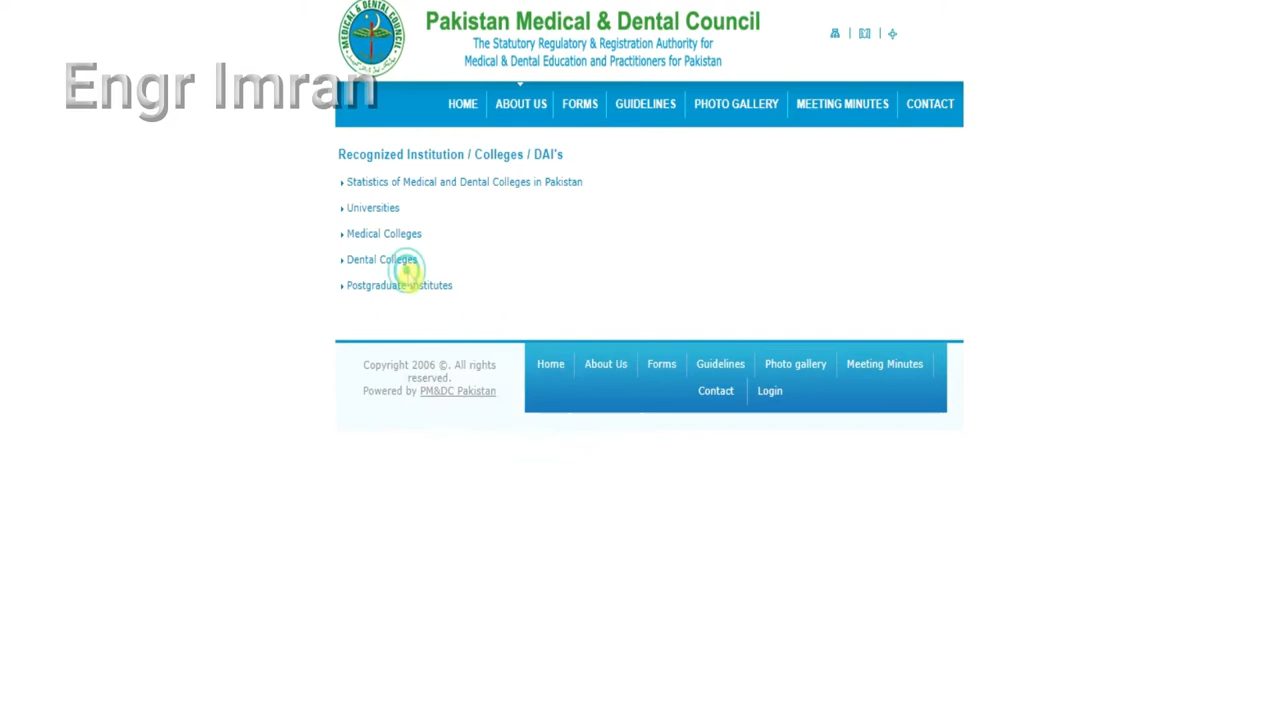 Pakistan Medical & Dental Council
The Statutory Regulatory & Registration Authority for
Medical & Dental Education and Practitioners for Pakistan
MEDICAL & DENTAL COUNCIL
Engr Imran
HOME ABOUT US FORMS GUIDELINES PHOTO GALLERY MEETING MINUTES CONTACT
Recognized Institution / Colleges / DAI's
Statistics of Medical and Dental Colleges in Pakistan
Universities
Medical Colleges
Dental Colleges
Postgraduate Institutes
Copyright 2006 ©. All rights
reserved.
Powered by PM&DC Pakistan
Home About Us Forms Guidelines Photo gallery Meeting Minutes
Contact Login